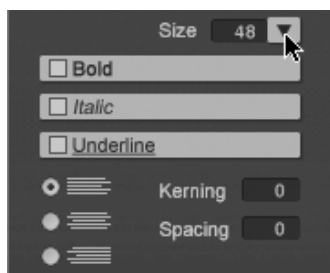 Size 48
Bold
Italic
Underline
Kerning 0
Spacing 0